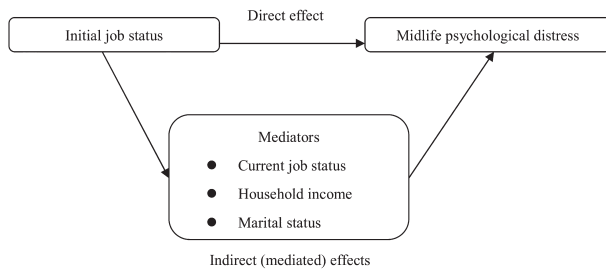 Direct effect
Initial job status
Midlife psychological distress
Mediators
● Current job status
● Household income
● Marital status
Indirect (mediated) effects